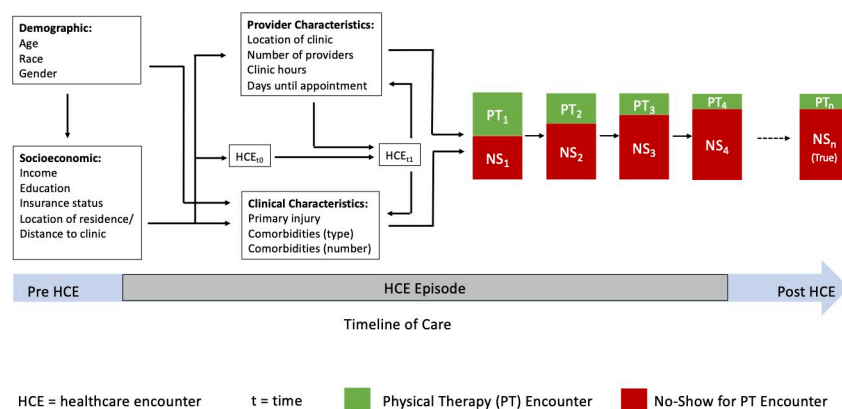 Demographic:
Age
Race
Gender
Provider Characteristics:
Location of clinic
Number of providers
Clinic hours
Days until appointment
Socioeconomic:
Income
Education
Insurance status
Location of residence/
Distance to clinic
HCEt0
HCEt1
Clinical Characteristics:
Primary injury
Comorbidities (type)
Comorbidities (number)
PT1
NS1
PT2
NS2
PT3
NS3
PT4
NS4
PTn
NSn
(True)
Pre HCE
HCE Episode
Post HCE
Timeline of Care
HCE = healthcare encounter
t = time
Physical Therapy (PT) Encounter
No-Show for PT Encounter